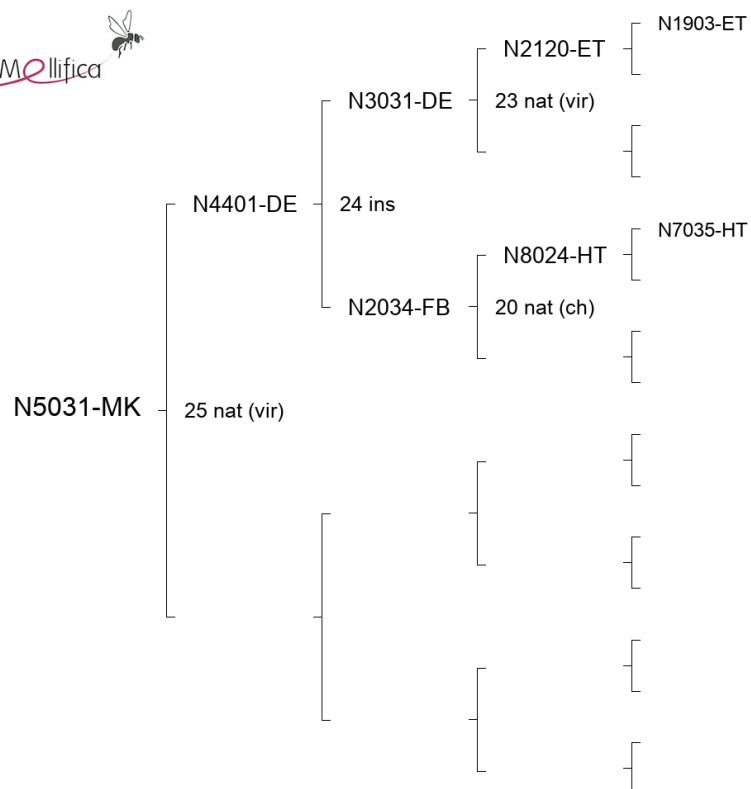 Mellifica
N1903-ET
N2120-ET
N3031-DE
23 nat (vir)
N4401-DE
24 ins
N7035-HT
N8024-HT
N2034-FB
20 nat (ch)
N5031-MK
25 nat (vir)